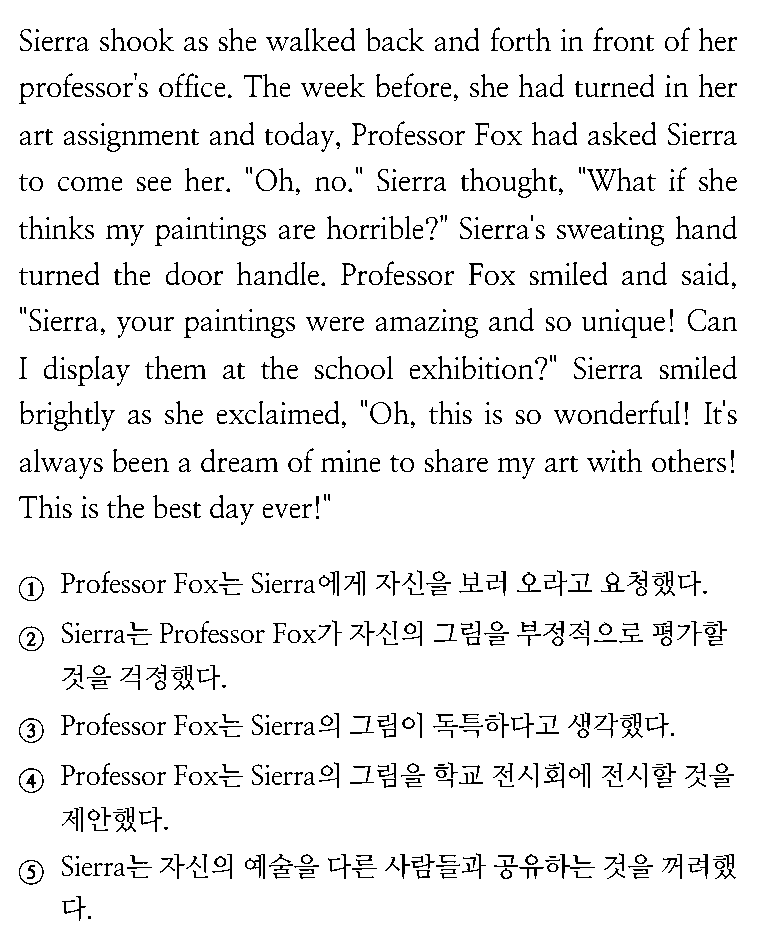 Sierra shook as she walked back and forth in front of her
professor's office. The week before, she had turned in her
art assignment and today, Professor Fox had asked Sierra
to come see her. "Oh, no." Sierra thought, "What if she
thinks my paintings are horrible?" Sierra's sweating hand
turned the door handle. Professor Fox smiled and said,
"Sierra, your paintings were amazing and so unique! Can
I display them at the school exhibition?" Sierra smiled
brightly as she exclaimed, "Oh, this is so wonderful! It's
always been a dream of mine to share my art with others!
This is the best day ever!"
① Professor Fox는 Sierra에게 자신을 보러 오라고 요청했다.
② Sierra는 Professor Fox가 자신의 그림을 부정적으로 평가할
것을 걱정했다.
③ Professor Fox는 Sierra의 그림이 독특하다고 생각했다.
④ Professor Fox는 Sierra의 그림을 학교 전시회에 전시할 것을
제안했다.
⑤ Sierra는 자신의 예술을 다른 사람들과 공유하는 것을 꺼려했
다.